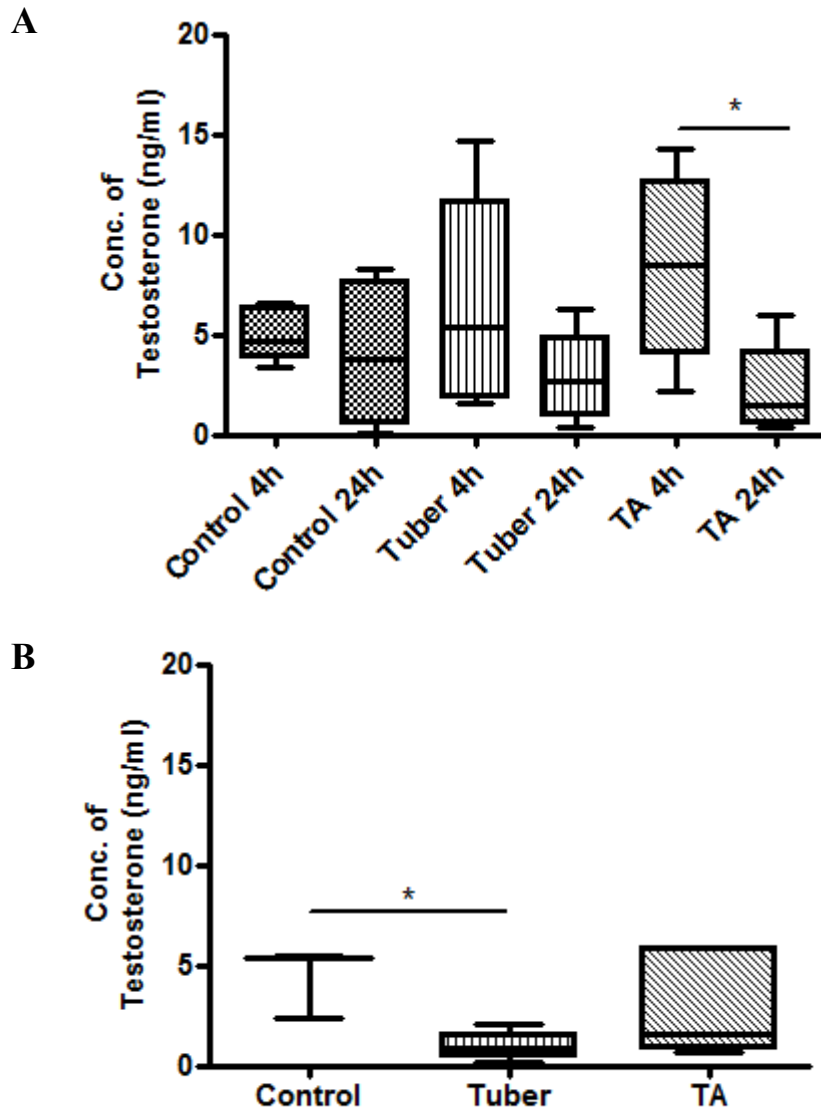 A
20
15
10
5
0
Conc. of
Testosterone (ng/ml)
*
Control 4h
Control 24h
Tuber 4h
Tuber 24h
TA 4h
TA 24h
B
20
15
10
5
0
Conc. of
Testosterone (ng/ml)
*
Control
Tuber
TA